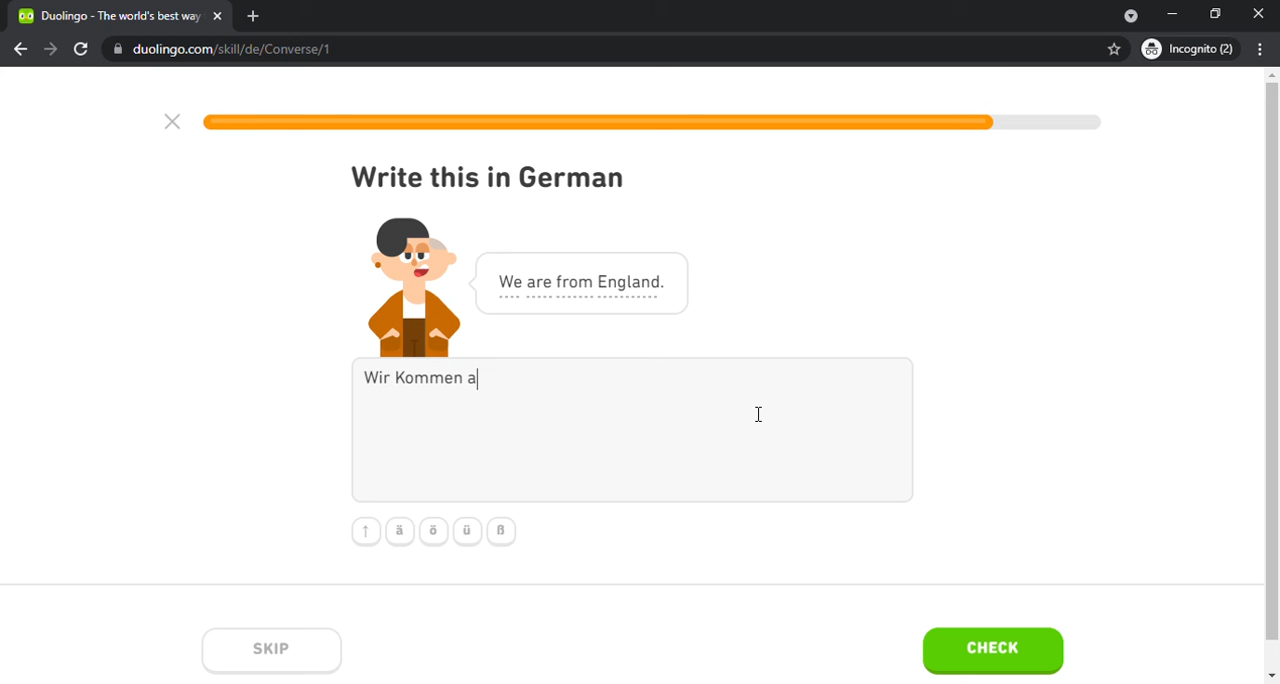 Duolingo - The world's best way
duolingo.com/skill/de/Converse/1
Incognito (2)
Write this in German
We are from England.
Wir Kommen a
↑ ä ö ü ß
SKIP
CHECK